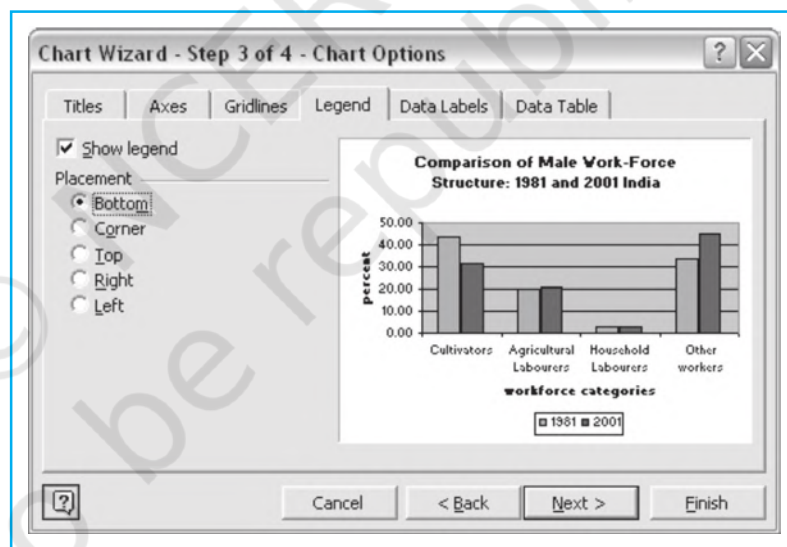 Chart Wizard - Step 3 of 4 - Chart Options
Titles Axes Gridlines Legend Data Labels Data Table
Show legend
Placement
Bottom
Corner
Top
Right
Left
Comparison of Male Work-Force
Structure: 1981 and 2001 India
percent
50.00
40.00
30.00
20.00
10.00
0.00
Cultivators Agricultural Household Other
Labourers Labourers workers
workforce categories
1981 2001
Cancel < Back Next > Finish
© NCER
o be republi